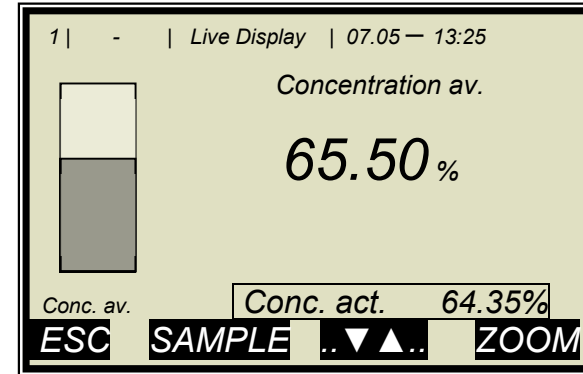 1 | - | Live Display | 07.05 – 13:25
Concentration av.
65.50 %
Conc. av.
Conc. act. 64.35%
ESC SAMPLE ..▼▲.. ZOOM